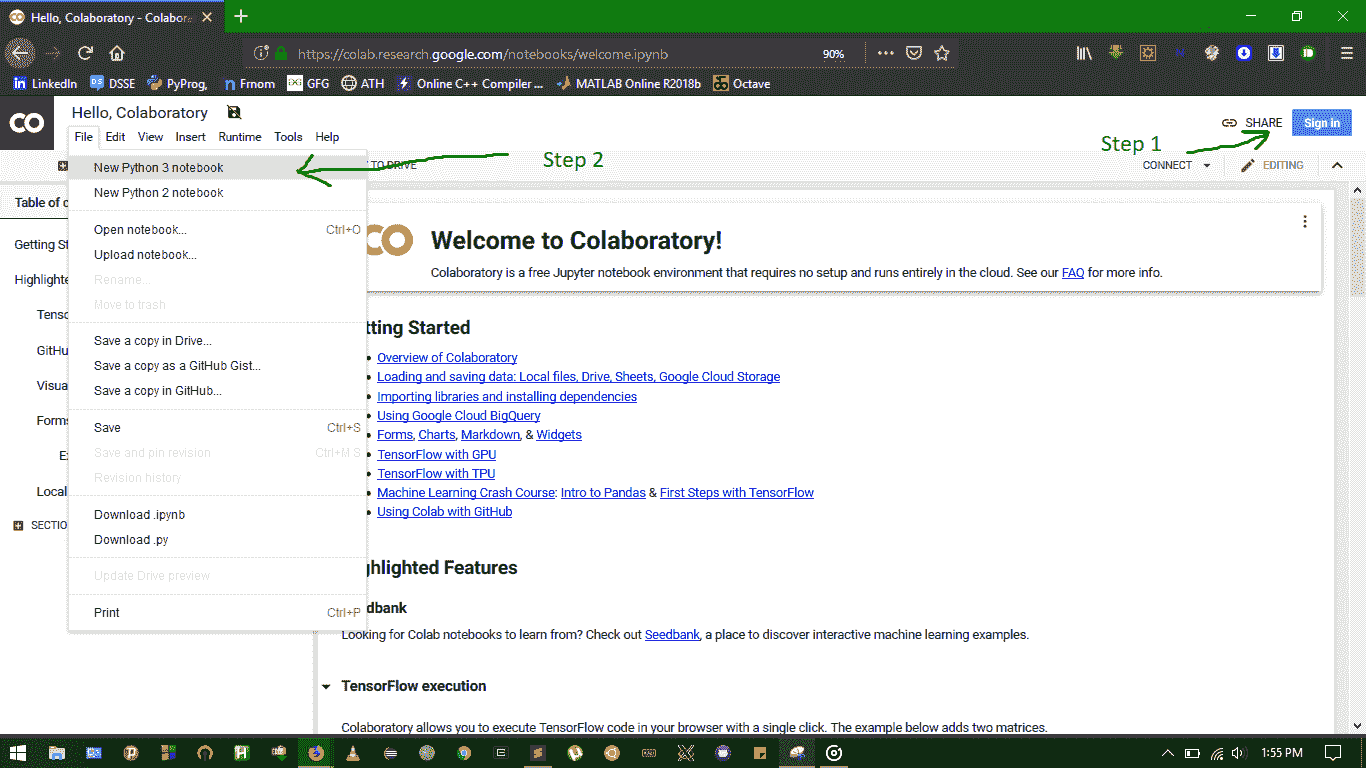 Hello, Colaboratory - Colabor
https://colab.research.google.com/notebooks/welcome.ipynb
90%
LinkedIn
DSSE
PyProg,
Frnom
GFG
ATH
Online C++ Compiler ...
MATLAB Online R2018b
Octave
CO
Hello, Colaboratory
File Edit View Insert Runtime Tools Help
SHARE
Sign in
Step 1
Step 2
TO DRIVE
CONNECT
EDITING
New Python 3 notebook
New Python 2 notebook
Open notebook... Ctrl+O
Upload notebook...
Rename...
Move to trash
Save a copy in Drive...
Save a copy as a GitHub Gist...
Save a copy in GitHub...
Save Ctrl+S
Save and pin revision Ctrl+M S
Revision history
Download .ipynb
Download .py
Update Drive preview
Print Ctrl+P
Table of c
Getting St
Highlighte
Tenso
GitHu
Visua
Forms
E
Local
SECTIO
CO
Welcome to Colaboratory!
Colaboratory is a free Jupyter notebook environment that requires no setup and runs entirely in the cloud. See our FAQ for more info.
tting Started
Overview of Colaboratory
Loading and saving data: Local files, Drive, Sheets, Google Cloud Storage
Importing libraries and installing dependencies
Using Google Cloud BigQuery
Forms, Charts, Markdown, & Widgets
TensorFlow with GPU
TensorFlow with TPU
Machine Learning Crash Course: Intro to Pandas & First Steps with TensorFlow
Using Colab with GitHub
ghlighted Features
dbank
Looking for Colab notebooks to learn from? Check out Seedbank, a place to discover interactive machine learning examples.
TensorFlow execution
Colaboratory allows you to execute TensorFlow code in your browser with a single click. The example below adds two matrices.
1:55 PM